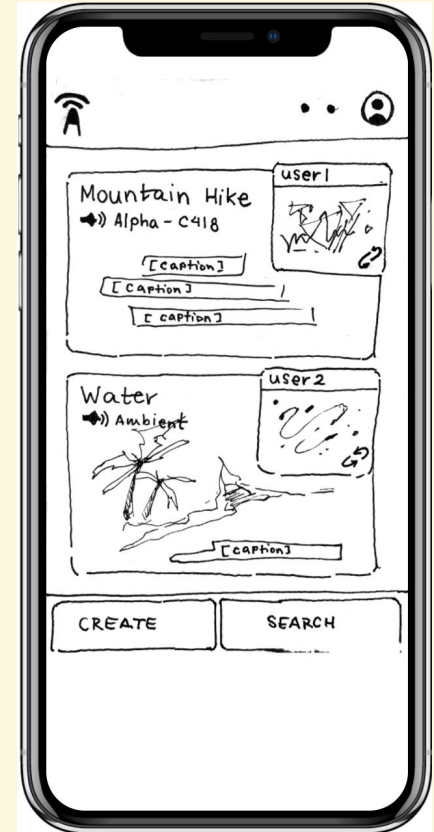 Mountain Hike
Alpha - C418
user1
[caption]
[caption]
[caption]
Water
Ambient
user2
[caption]
CREATE
SEARCH